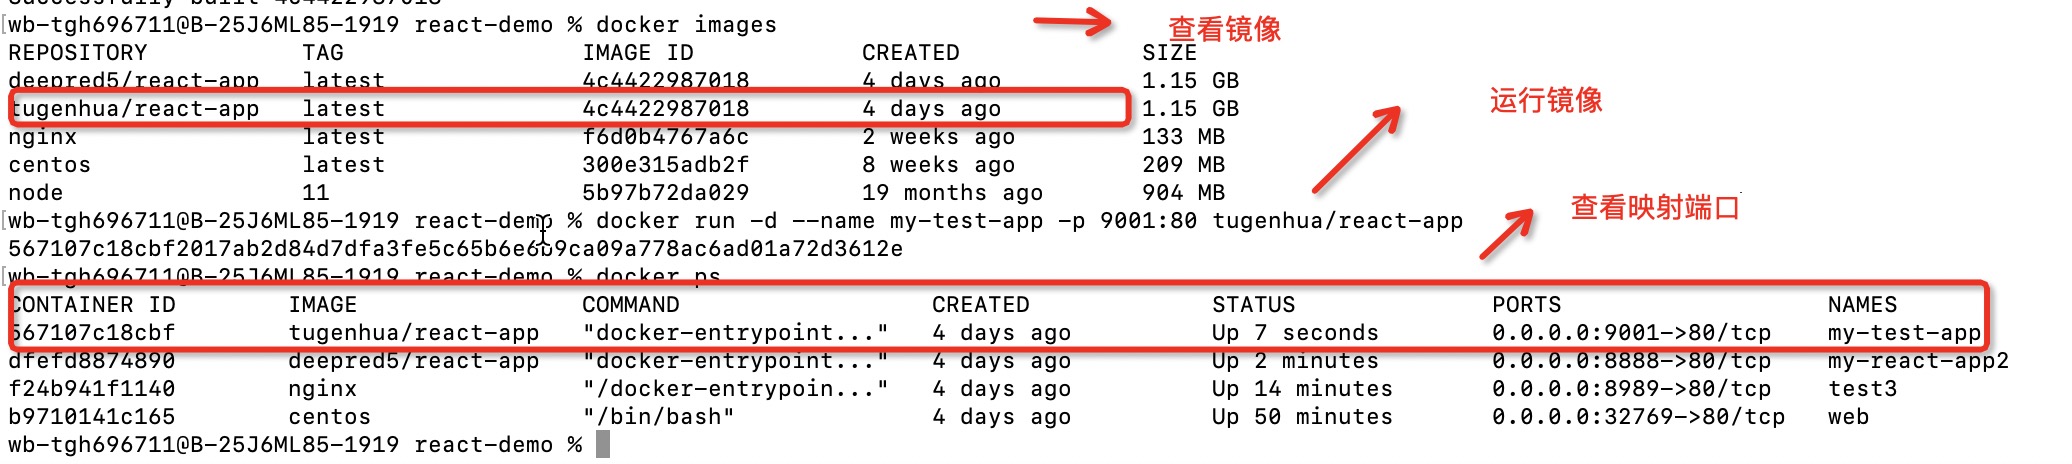 Successfully built 4c4422987018
[wb-tgh696711@B-25J6ML85-1919 react-demo % docker images 查看镜像
REPOSITORY TAG IMAGE ID CREATED SIZE
deepred5/react-app latest 4c4422987018 4 days ago 1.15 GB
tugenhua/react-app latest 4c4422987018 4 days ago 1.15 GB 运行镜像
nginx latest f6d0b4767a6c 2 weeks ago 133 MB
centos latest 300e315adb2f 8 weeks ago 209 MB
node 11 5b97b72da029 19 months ago 904 MB
查看映射端口
[wb-tgh696711@B-25J6ML85-1919 react-demo % docker run -d --name my-test-app -p 9001:80 tugenhua/react-app
567107c18cbf2017ab2d84d7dfa3fe5c65b6e6b9ca09a778ac6ad01a72d3612e
[wb-tgh696711@B-25J6ML85-1919 react-demo % docker ps
CONTAINER ID IMAGE COMMAND CREATED STATUS PORTS NAMES
567107c18cbf tugenhua/react-app "docker-entrypoint..." 4 days ago Up 7 seconds 0.0.0.0:9001->80/tcp my-test-app
dfefd8874890 deepred5/react-app "docker-entrypoint..." 4 days ago Up 2 minutes 0.0.0.0:8888->80/tcp my-react-app2
f24b941f1140 nginx "/docker-entrypoin..." 4 days ago Up 14 minutes 0.0.0.0:8989->80/tcp test3
b9710141c165 centos "/bin/bash" 4 days ago Up 50 minutes 0.0.0.0:32769->80/tcp web
wb-tgh696711@B-25J6ML85-1919 react-demo %